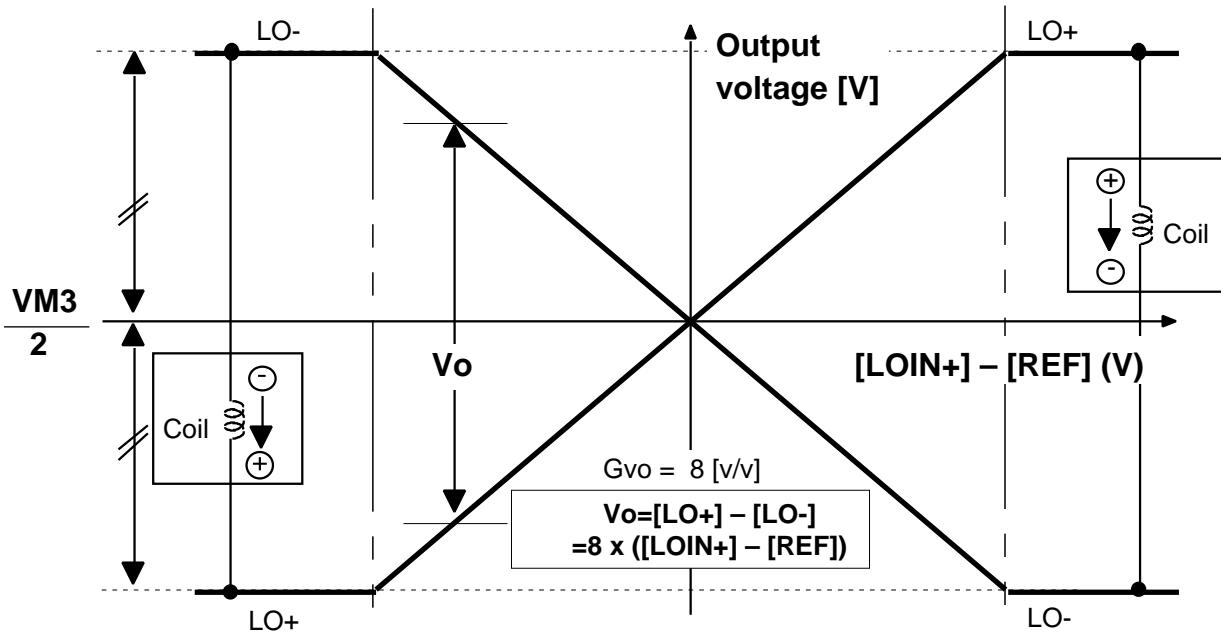 LO-
Output
voltage [V]
LO+
+
-
Coil
VM3
2
Vo
[LOIN+] – [REF] (V)
-
Coil
+
Gvo = 8 [v/v]
Vo=[LO+] – [LO-]
=8 x ([LOIN+] – [REF])
LO+
LO-